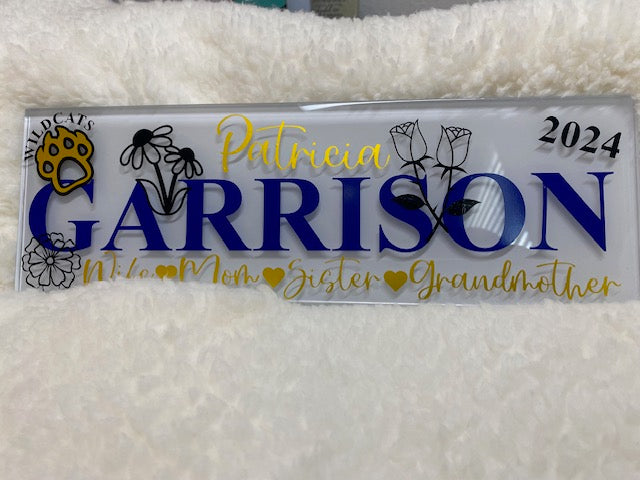 WILDCATS
Patricia
2024
GARRISON
Wife Mom Sister Grandmother